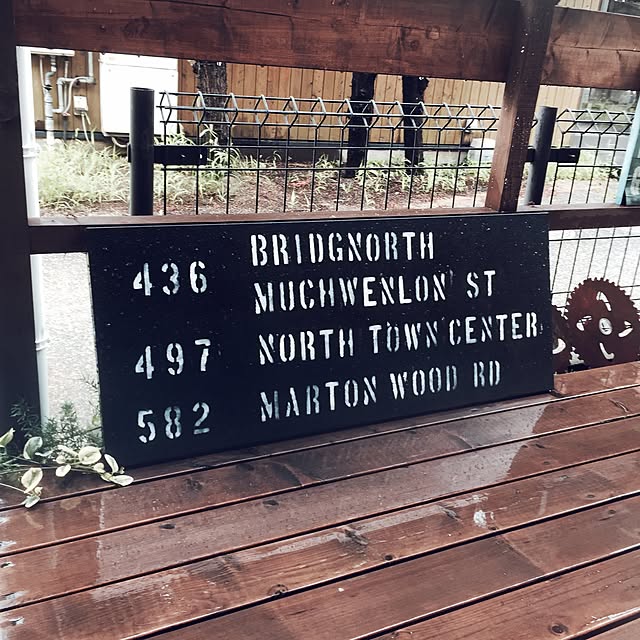 436 BRIDGNORTH
MUCHWENLON' ST
497 NORTH TOWN CENTER
582 MARTON WOOD RD